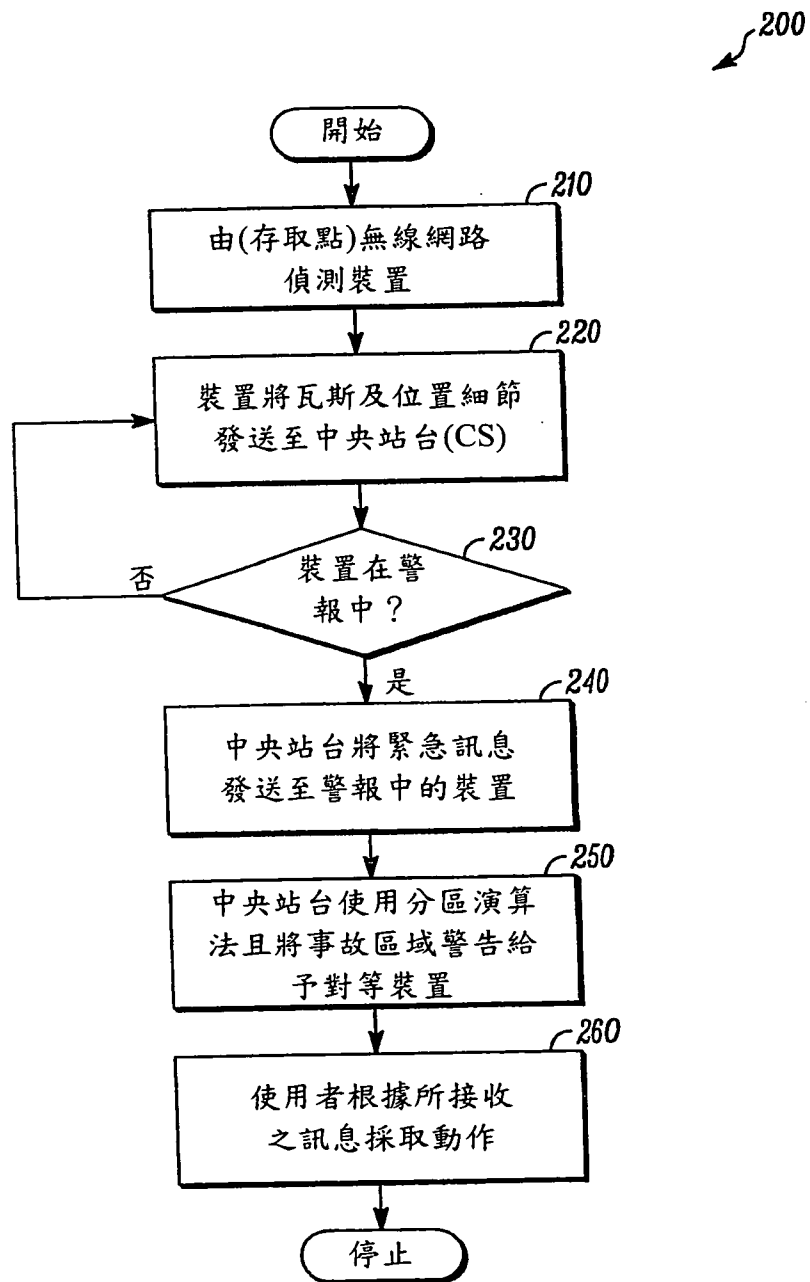 200
開始
210
由(存取點)無線網路
偵測裝置
220
裝置將瓦斯及位置細節
發送至中央站台(CS)
230
裝置在警
報中？
否
是
240
中央站台將緊急訊息
發送至警報中的裝置
250
中央站台使用分區演算
法且將事故區域警告給
予對等裝置
260
使用者根據所接收
之訊息採取動作
停止